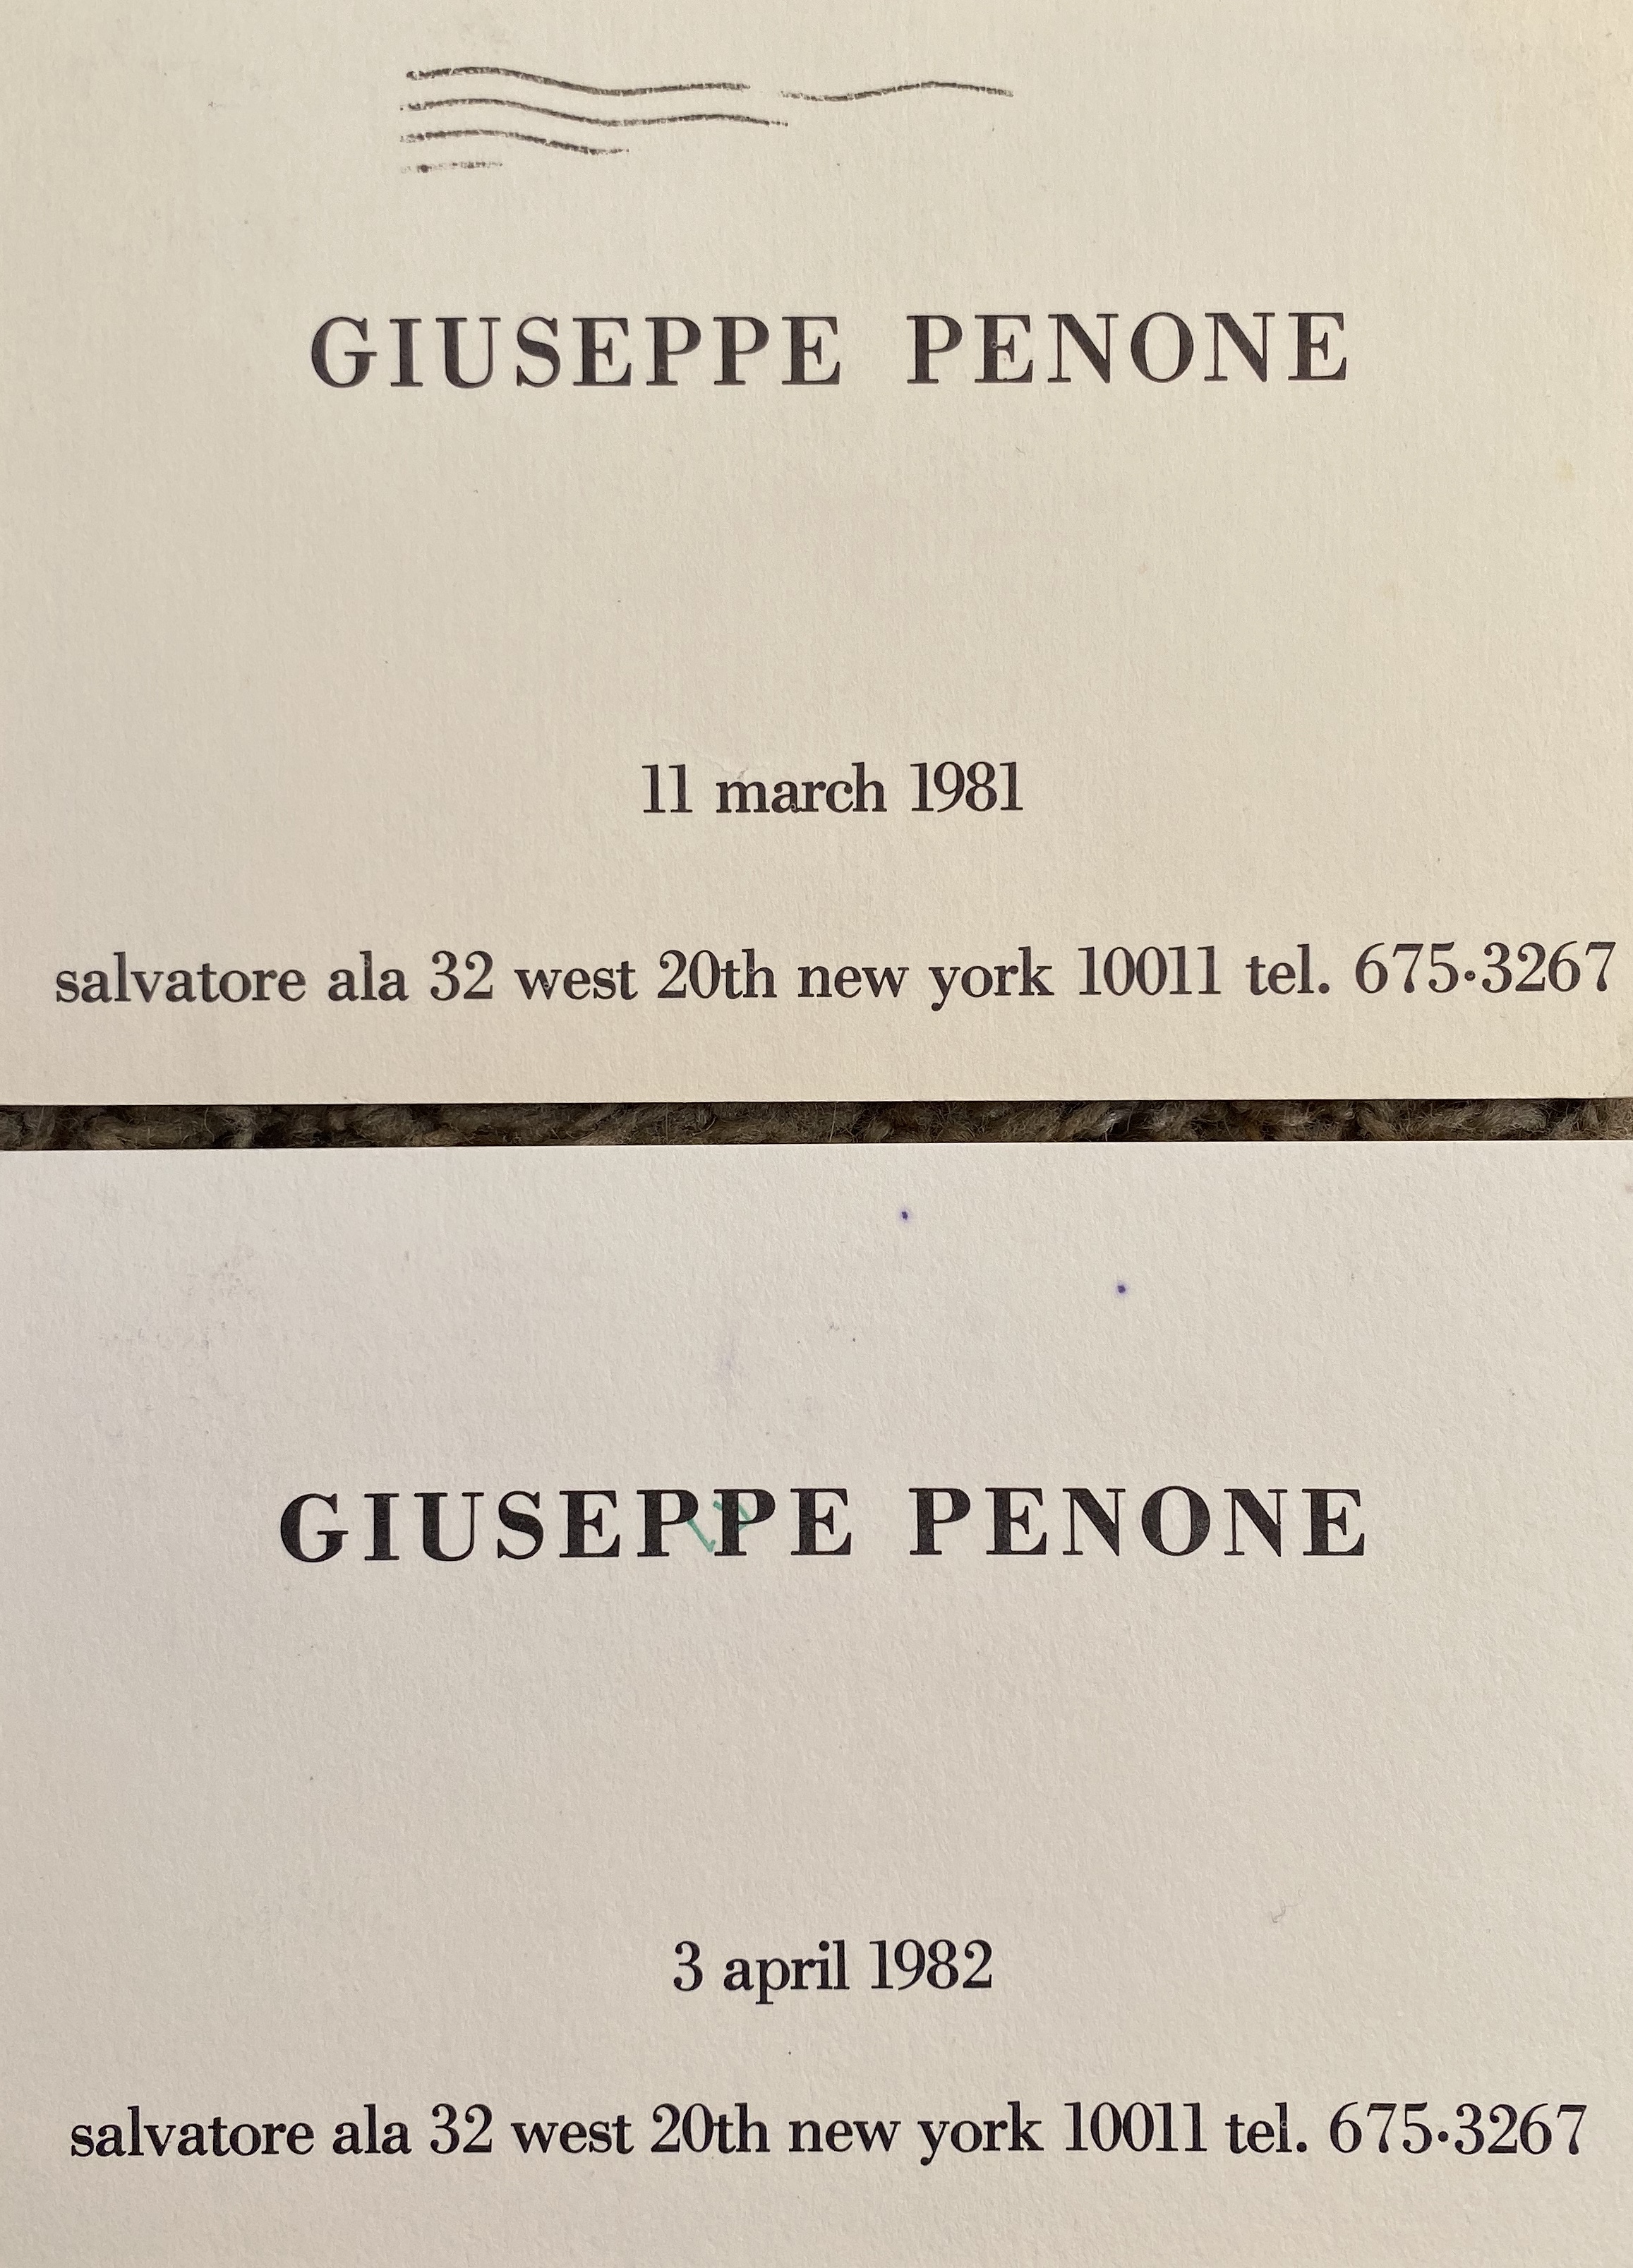 GIUSEPPE PENONE
11 march 1981
salvatore ala 32 west 20th new york 10011 tel. 675·3267
GIUSEPPE PENONE
3 april 1982
salvatore ala 32 west 20th new york 10011 tel. 675·3267